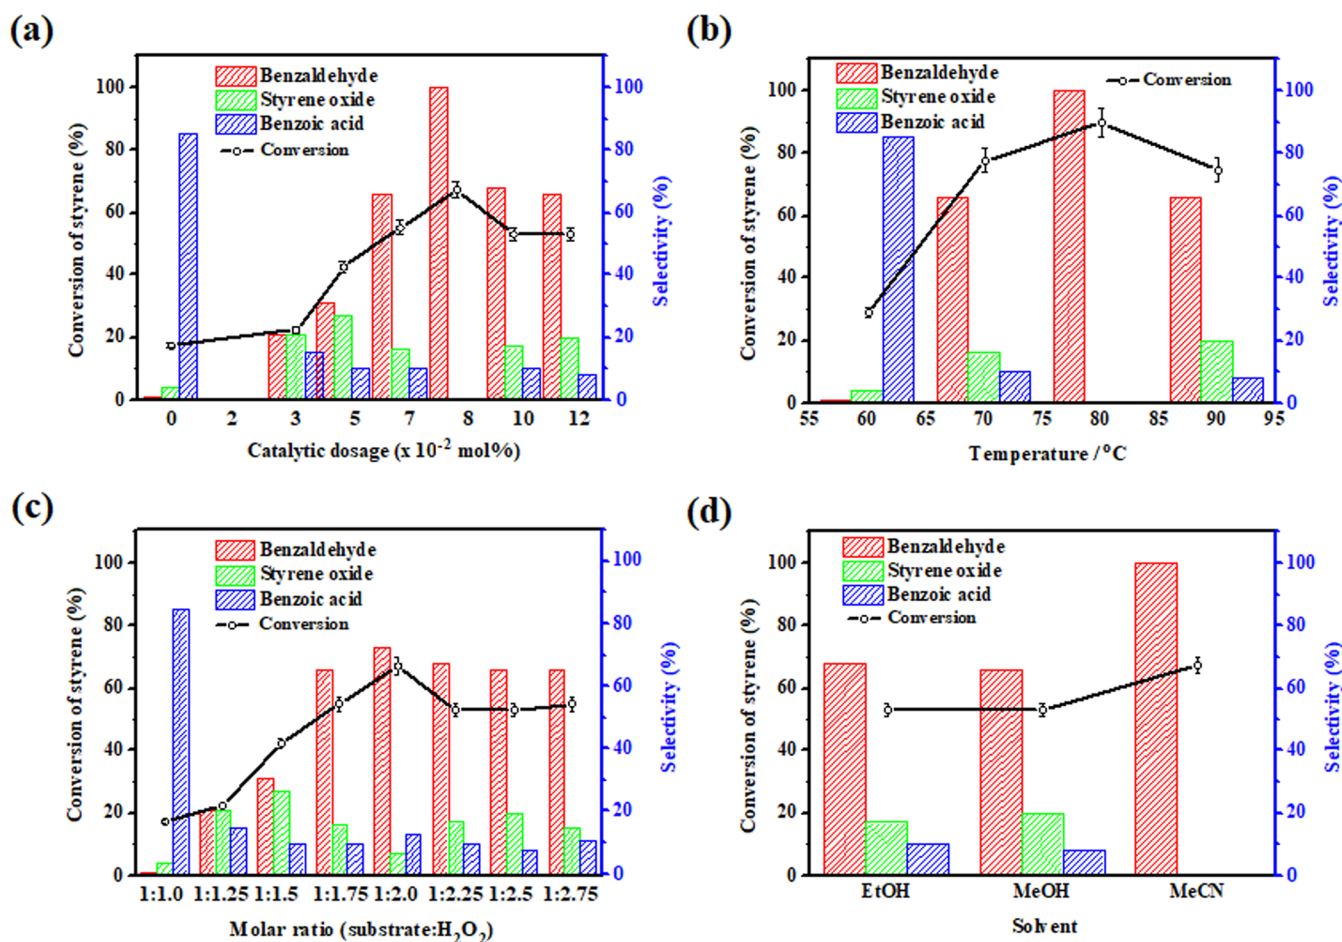 (a)
Benzaldehyde
Styrene oxide
Benzoic acid
Conversion
Conversion of styrene (%)
100
80
60
40
20
0
0 2 3 5 7 8 10 12
Catalytic dosage (x 10⁻² mol%)
100
80
60
40
20
0
Selectivity (%)
(b)
Benzaldehyde
Styrene oxide
Benzoic acid
Conversion
Conversion of styrene (%)
100
80
60
40
20
0
55 60 65 70 75 80 85 90 95
Temperature / °C
100
80
60
40
20
0
Selectivity (%)
(c)
Benzaldehyde
Styrene oxide
Benzoic acid
Conversion
Conversion of styrene (%)
100
80
60
40
20
0
1:1.0 1:1.25 1:1.5 1:1.75 1:2.0 1:2.25 1:2.5 1:2.75
Molar ratio (substrate:H₂O₂)
100
80
60
40
20
0
Selectivity (%)
(d)
Benzaldehyde
Styrene oxide
Benzoic acid
Conversion
Conversion of styrene (%)
100
80
60
40
20
0
EtOH MeOH MeCN
Solvent
100
80
60
40
20
0
Selectivity (%)